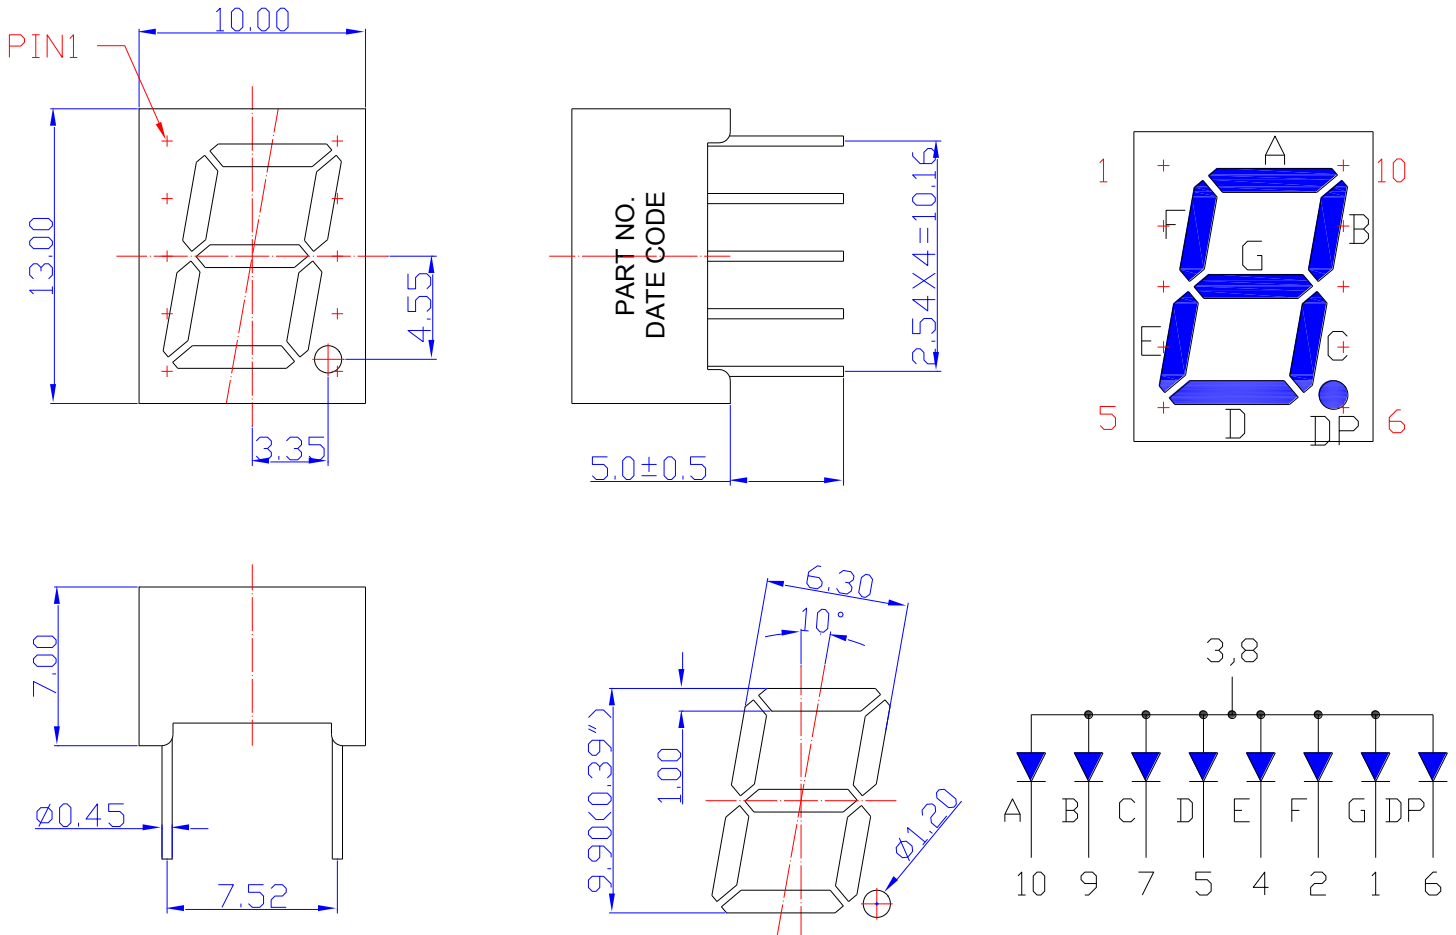 10.00
PIN1
13.00
4.55
3.35
PART NO.
DATE CODE
2.54X4=10.16
5.0±0.5
1
10
A
F
B
G
E
C
5
6
D
DP
7.00
Ø0.45
7.52
6.30
10°
1.00
9.90(0.39")
Ø1.20
3,8
A B C D E F G DP
10 9 7 5 4 2 1 6